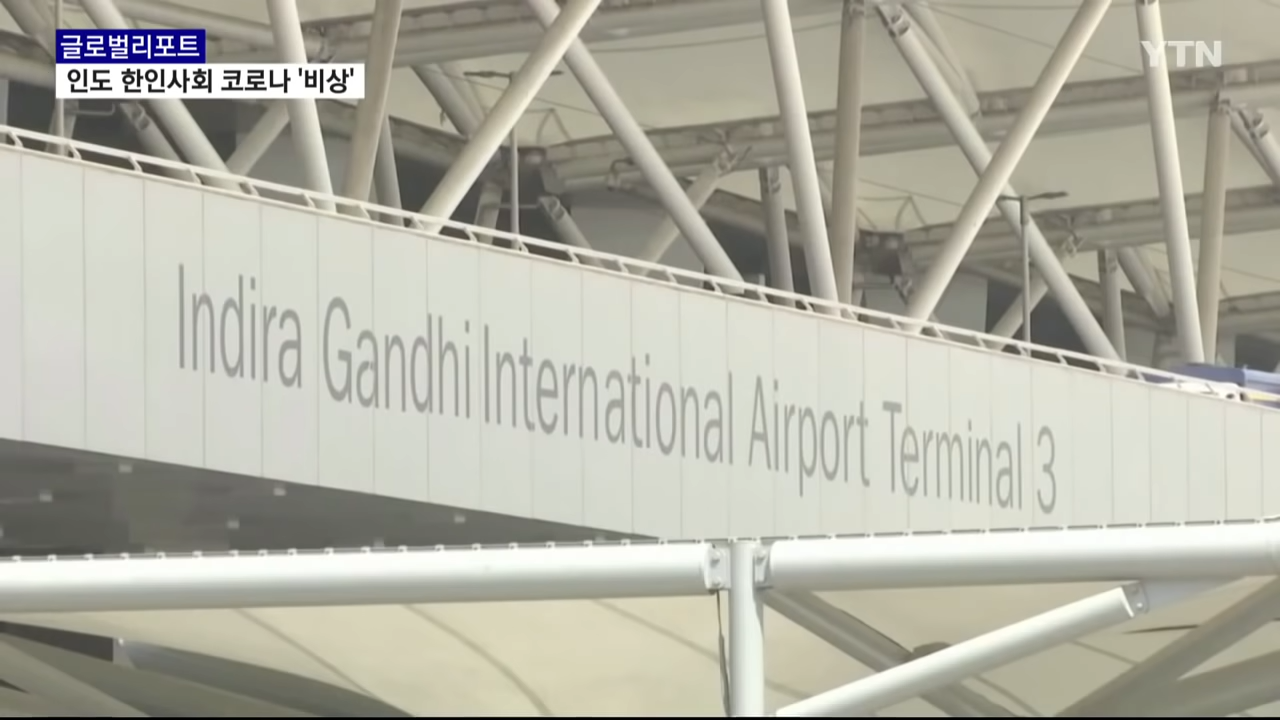 글로벌리포트
인도 한인사회 코로나 '비상'
YTN
Indira Gandhi International Airport Terminal 3